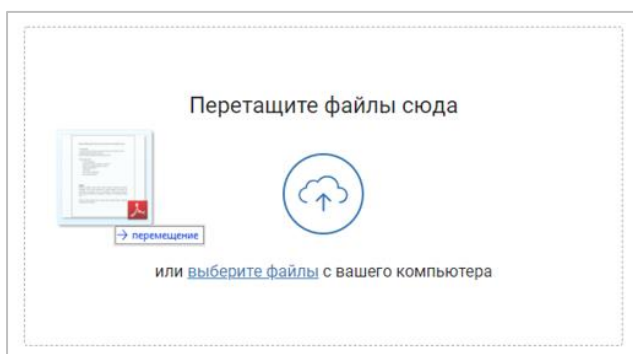 Перетащите файлы сюда
→ перемещение
или выберите файлы с вашего компьютера